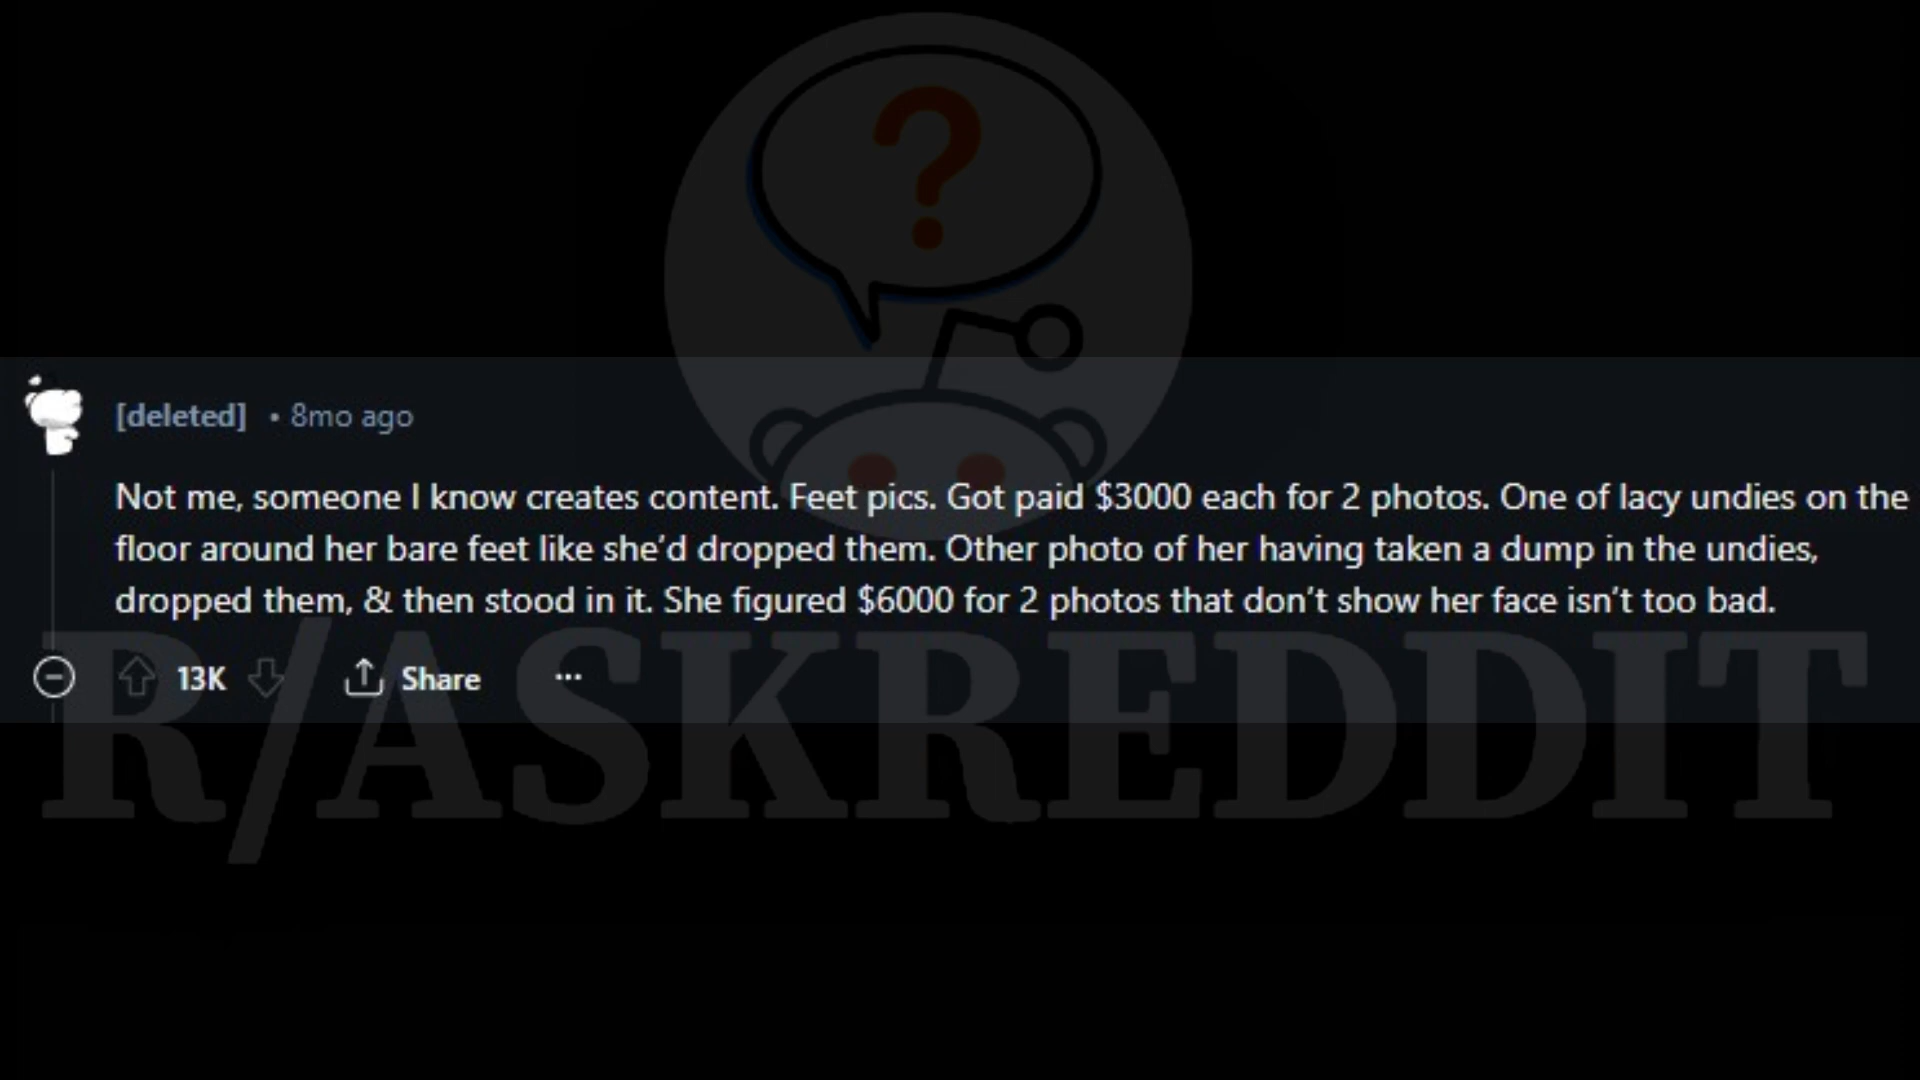 ?
[deleted] • 8mo ago
Not me, someone I know creates content. Feet pics. Got paid $3000 each for 2 photos. One of lacy undies on the
floor around her bare feet like she’d dropped them. Other photo of her having taken a dump in the undies,
dropped them, & then stood in it. She figured $6000 for 2 photos that don’t show her face isn’t too bad.
13K Share ...
R/ASKREDDIT